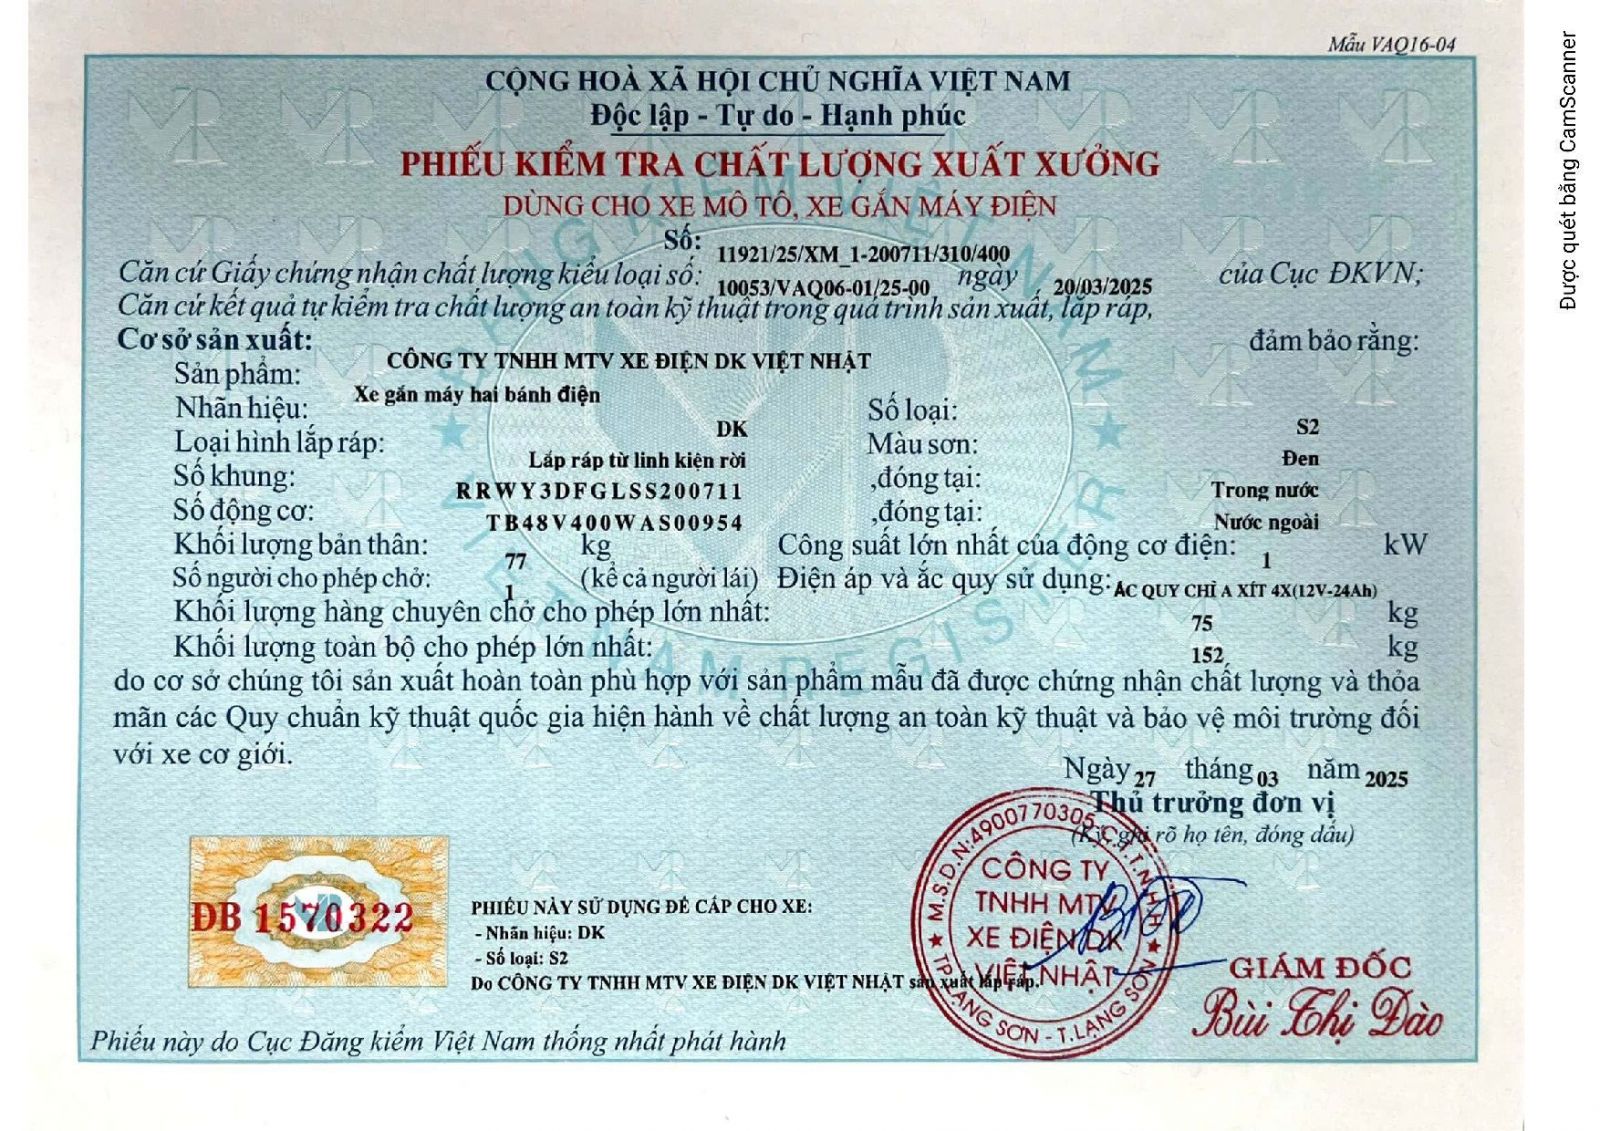 Mẫu VAQ16-04
CỘNG HOÀ XÃ HỘI CHỦ NGHĨA VIỆT NAM
Độc lập - Tự do - Hạnh phúc
PHIẾU KIỂM TRA CHẤT LƯỢNG XUẤT XƯỞNG
DÙNG CHO XE MÔ TÔ, XE GẮN MÁY ĐIỆN
Số: 11921/25/XM_1-200711/310/400
Căn cứ Giấy chứng nhận chất lượng kiểu loại số: 10053/VAQ06-01/25-00 ngày 20/03/2025 của Cục ĐKVN;
Căn cứ kết quả tự kiểm tra chất lượng an toàn kỹ thuật trong quá trình sản xuất, lắp ráp,
Cơ sở sản xuất: CÔNG TY TNHH MTV XE ĐIỆN DK VIỆT NHẬT đảm bảo rằng:
Sản phẩm: Xe gắn máy hai bánh điện
Nhãn hiệu: DK Số loại: S2
Loại hình lắp ráp: Lắp ráp từ linh kiện rời Màu sơn: Đen
Số khung: RRWY3DFGLSS200711 ,đóng tại: Trong nước
Số động cơ: TB48V400WAS00954 ,đóng tại: Nước ngoài
Khối lượng bản thân: 77 kg Công suất lớn nhất của động cơ điện: 1 kW
Số người cho phép chở: 1 (kể cả người lái) Điện áp và ắc quy sử dụng: ẮC QUY CHÌ A XÍT 4X(12V-24Ah)
Khối lượng hàng chuyên chở cho phép lớn nhất: 75 kg
Khối lượng toàn bộ cho phép lớn nhất: 152 kg
do cơ sở chúng tôi sản xuất hoàn toàn phù hợp với sản phẩm mẫu đã được chứng nhận chất lượng và thỏa
mãn các Quy chuẩn kỹ thuật quốc gia hiện hành về chất lượng an toàn kỹ thuật và bảo vệ môi trường đối
với xe cơ giới.
Ngày 27 tháng 03 năm 2025
Thủ trưởng đơn vị
(Ký, ghi rõ họ tên, đóng dấu)
M.S.D.N:4900770305-C.T.T.N.H.H
CÔNG TY
TNHH MTV
XE ĐIỆN DK
VIỆT NHẬT
TP LẠNG SƠN - T.LẠNG SƠN
ĐB 1570322
PHIẾU NÀY SỬ DỤNG ĐỂ CẤP CHO XE:
- Nhãn hiệu: DK
- Số loại: S2
Do CÔNG TY TNHH MTV XE ĐIỆN DK VIỆT NHẬT sản xuất lắp ráp.
GIÁM ĐỐC
Bùi Thị Đào
Phiếu này do Cục Đăng kiểm Việt Nam thống nhất phát hành
ĐĂNG KIỂM VIỆT NAM
VIETNAM REGISTER
Được quét bằng CamScanner